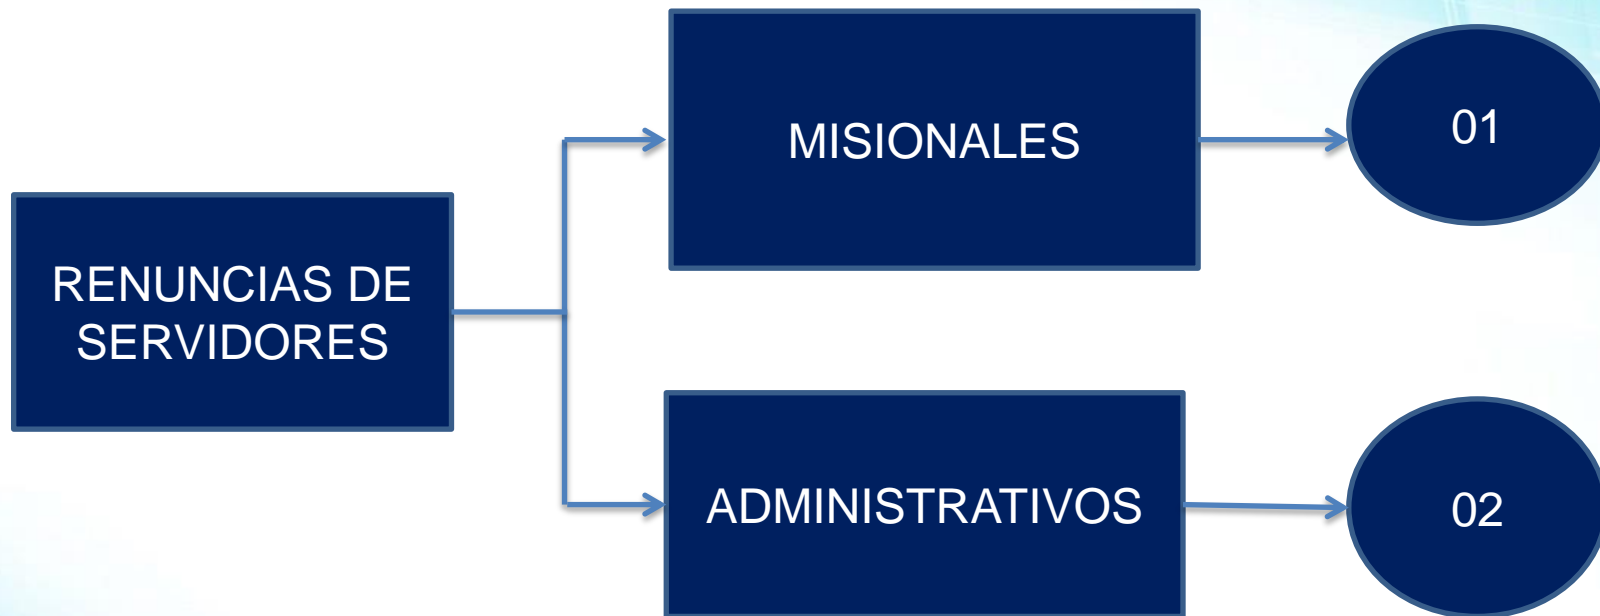 RENUNCIAS DE
SERVIDORES
MISIONALES
01
ADMINISTRATIVOS
02